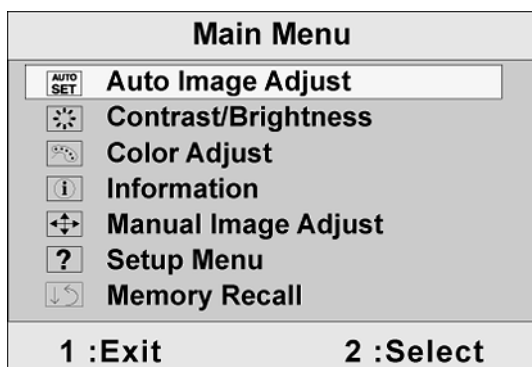 Main Menu
AUTO SET Auto Image Adjust
Contrast/Brightness
Color Adjust
i Information
Manual Image Adjust
? Setup Menu
Memory Recall
1 :Exit 2 :Select